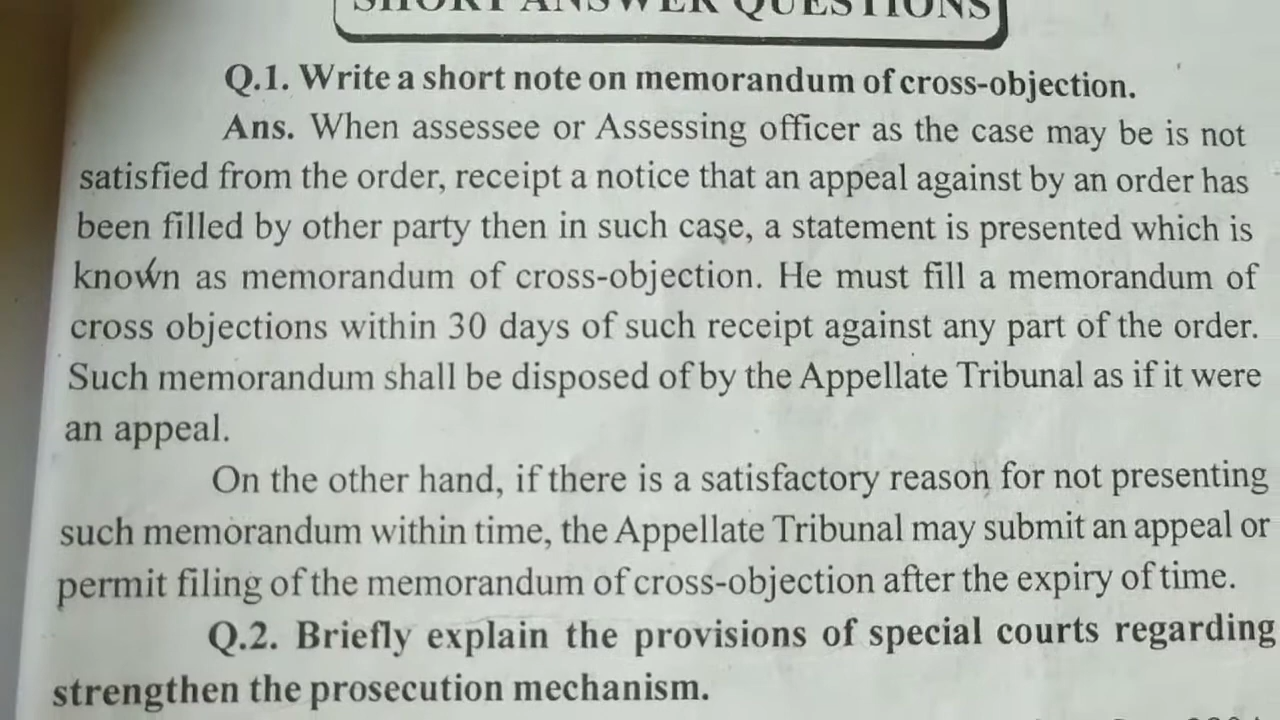 SHORT ANSWER QUESTIONS
Q.1. Write a short note on memorandum of cross-objection.
Ans. When assessee or Assessing officer as the case may be is not
satisfied from the order, receipt a notice that an appeal against by an order has
been filled by other party then in such case, a statement is presented which is
known as memorandum of cross-objection. He must fill a memorandum of
cross objections within 30 days of such receipt against any part of the order.
Such memorandum shall be disposed of by the Appellate Tribunal as if it were
an appeal.
On the other hand, if there is a satisfactory reason for not presenting
such memorandum within time, the Appellate Tribunal may submit an appeal or
permit filing of the memorandum of cross-objection after the expiry of time.
Q.2. Briefly explain the provisions of special courts regarding
strengthen the prosecution mechanism.